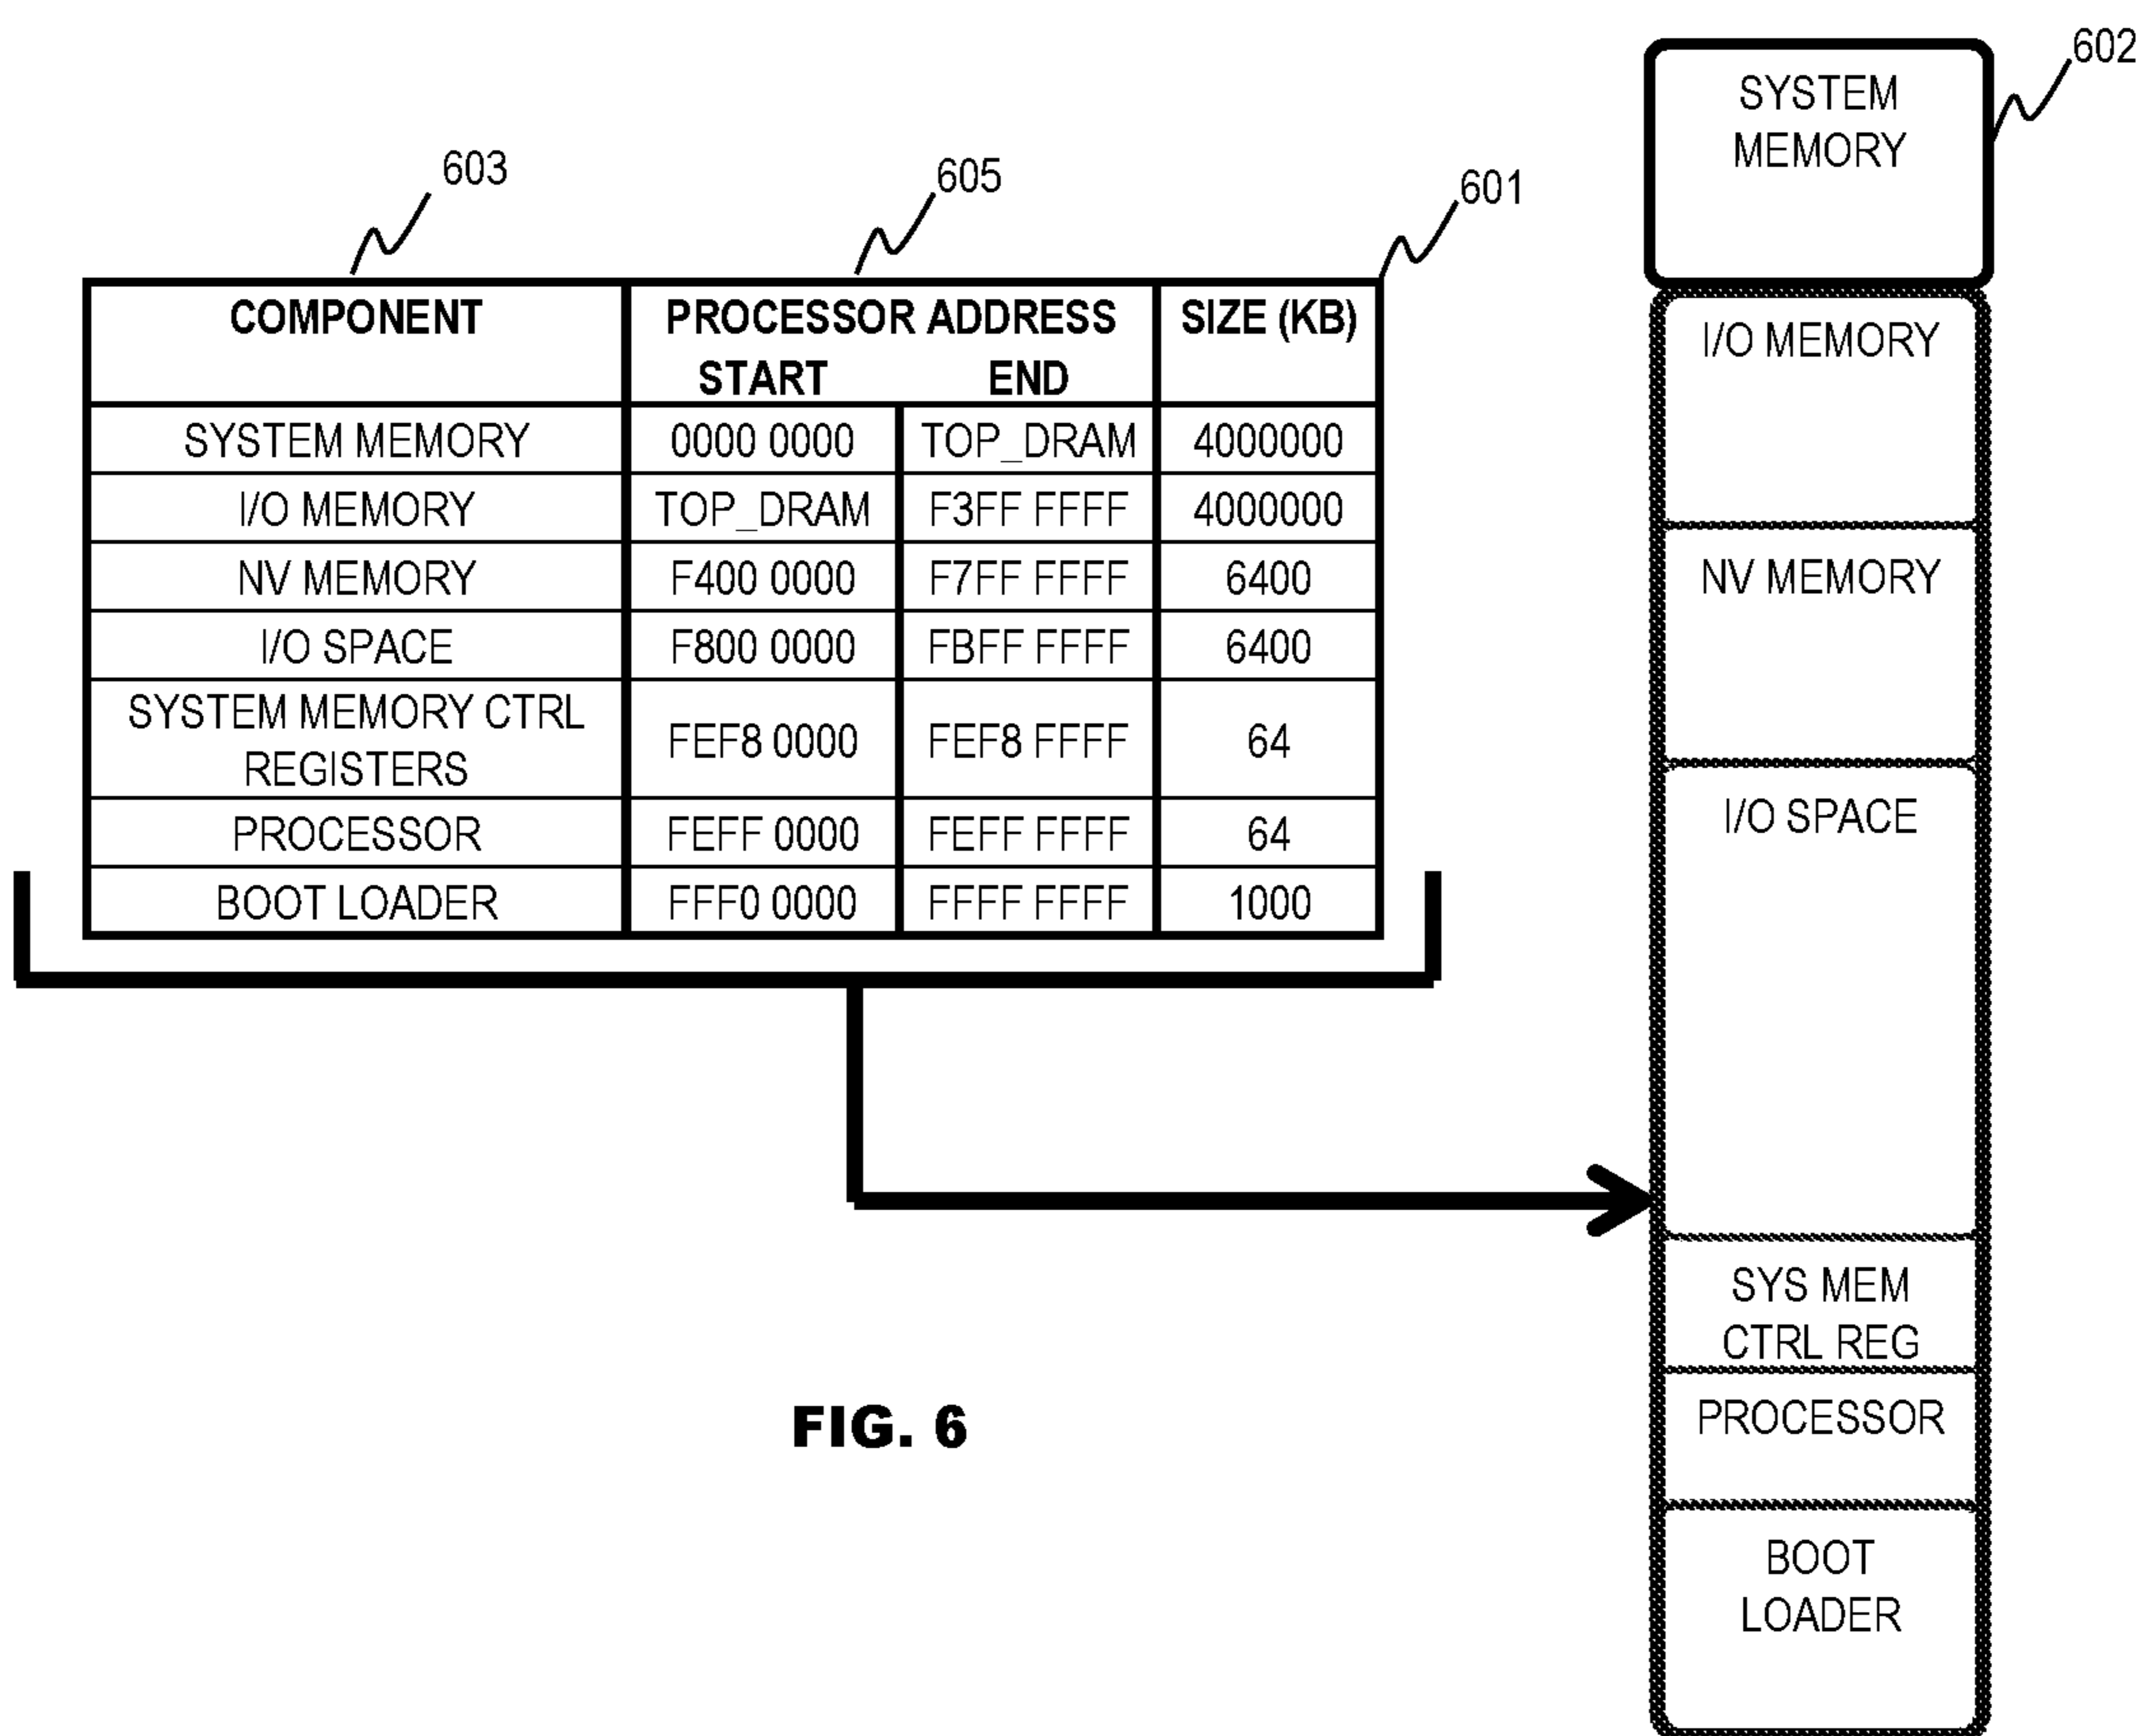 602
SYSTEM
MEMORY
603
605
601
COMPONENT PROCESSOR ADDRESS SIZE (KB)
START END
SYSTEM MEMORY 0000 0000 TOP_DRAM 4000000
I/O MEMORY TOP_DRAM F3FF FFFF 4000000
NV MEMORY F400 0000 F7FF FFFF 6400
I/O SPACE F800 0000 FBFF FFFF 6400
SYSTEM MEMORY CTRL
REGISTERS FEF8 0000 FEF8 FFFF 64
PROCESSOR FEFF 0000 FEFF FFFF 64
BOOT LOADER FFF0 0000 FFFF FFFF 1000
I/O MEMORY
NV MEMORY
I/O SPACE
SYS MEM
CTRL REG
PROCESSOR
BOOT
LOADER
FIG. 6